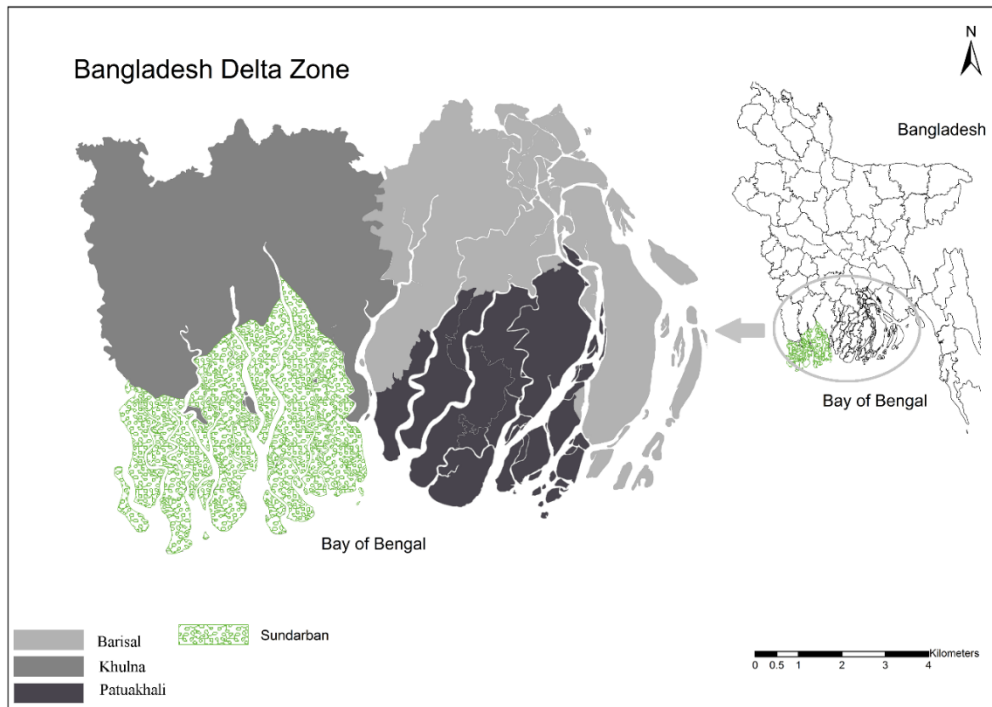 Bangladesh Delta Zone
N
Bangladesh
Bay of Bengal
Bay of Bengal
Barisal
Sundarban
Khulna
Patuakhali
Kilometers
0 0.5 1 2 3 4